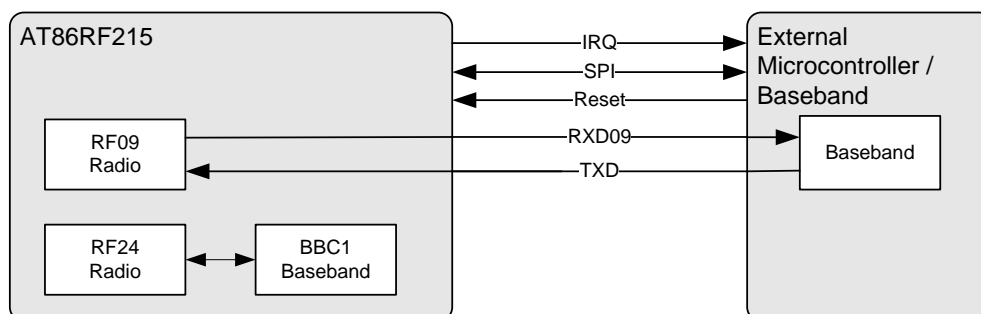 AT86RF215
IRQ
SPI
Reset
RXD09
TXD
External
Microcontroller /
Baseband
RF09
Radio
Baseband
RF24
Radio
BBC1
Baseband